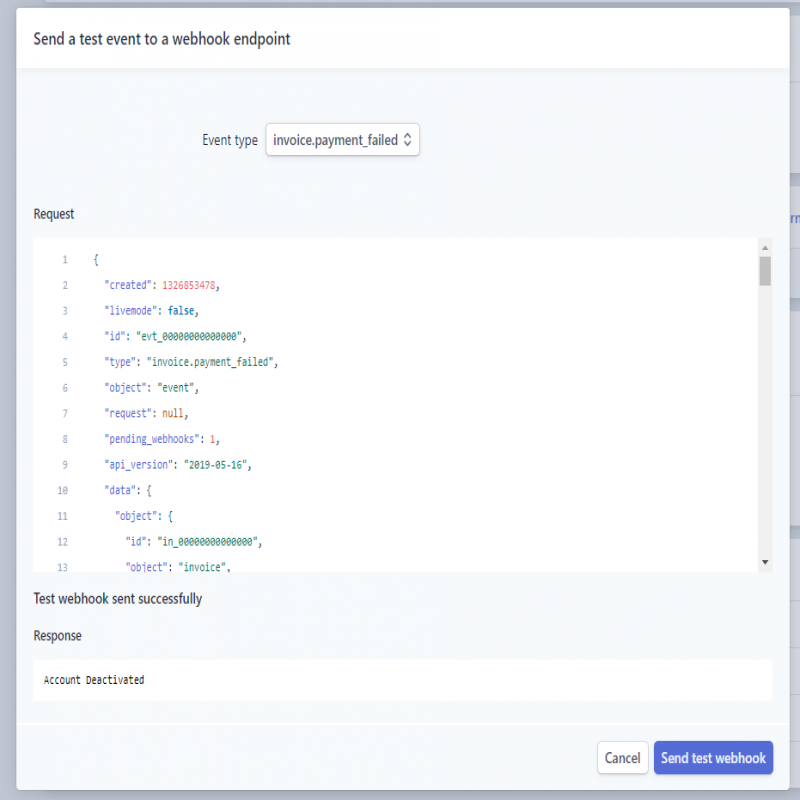 Send a test event to a webhook endpoint
Event type invoice.payment_failed
Request
1 {
2 "created": 1326853478,
3 "livemode": false,
4 "id": "evt_00000000000000",
5 "type": "invoice.payment_failed",
6 "object": "event",
7 "request": null,
8 "pending_webhooks": 1,
9 "api_version": "2019-05-16",
10 "data": {
11 "object": {
12 "id": "in_00000000000000",
13 "object": "invoice",
Test webhook sent successfully
Response
Account Deactivated
Cancel Send test webhook